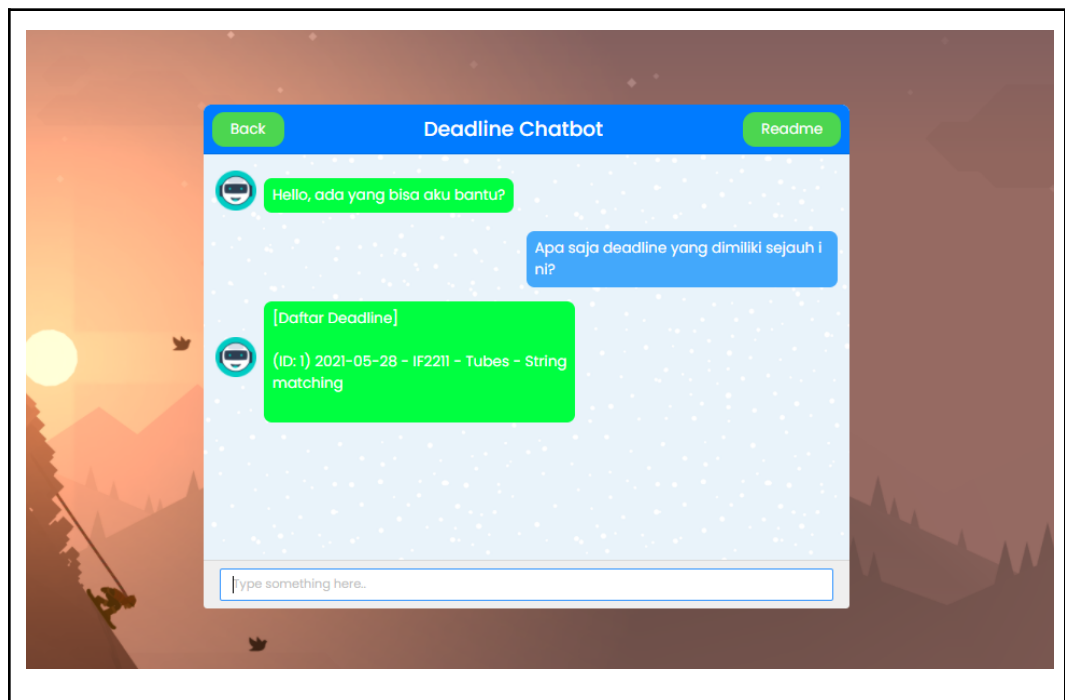 Back
Deadline Chatbot
Readme
Hello, ada yang bisa aku bantu?
Apa saja deadline yang dimiliki sejauh i
ni?
[Daftar Deadline]
(ID: 1) 2021-05-28 - IF2211 - Tubes - String
matching
Type something here..